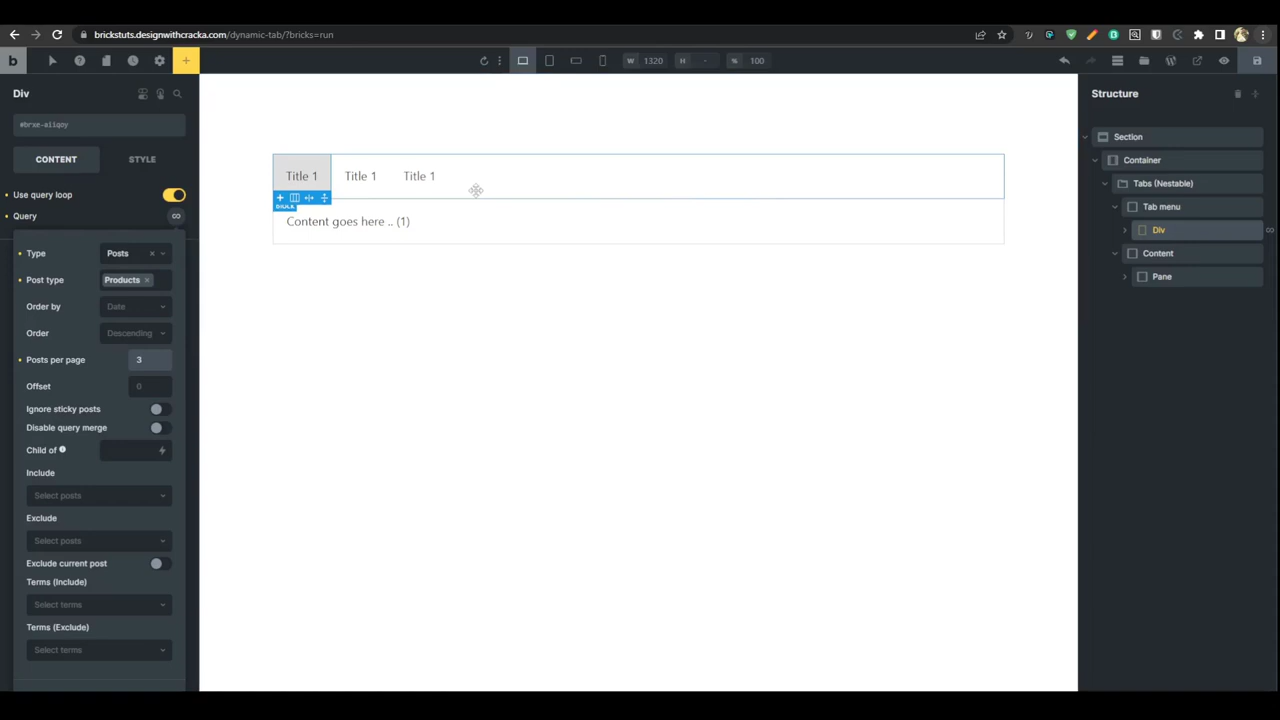 brickstuts.designwithcracka.com/dynamic-tab/?bricks=run
b
W 1320 H - % 100
Div
#brxe-aiiqoy
CONTENT STYLE
Use query loop
Query
Type Posts
Post type Products
Order by Date
Order Descending
Posts per page 3
Offset 0
Ignore sticky posts
Disable query merge
Child of
Include
Select posts
Exclude
Select posts
Exclude current post
Terms (Include)
Select terms
Terms (Exclude)
Select terms
Title 1 Title 1 Title 1
Content goes here .. (1)
Structure
Section
Container
Tabs (Nestable)
Tab menu
Div
Content
Pane